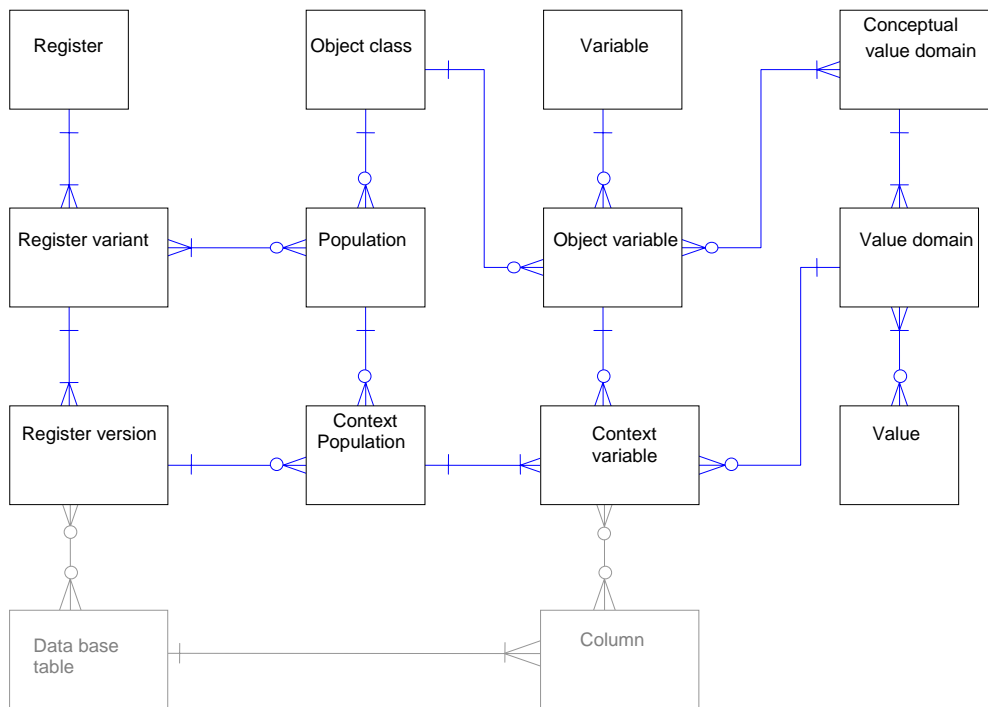 Register
Object class
Variable
Conceptual
value domain
Register variant
Population
Object variable
Value domain
Register version
Context
Population
Context
variable
Value
Data base
table
Column